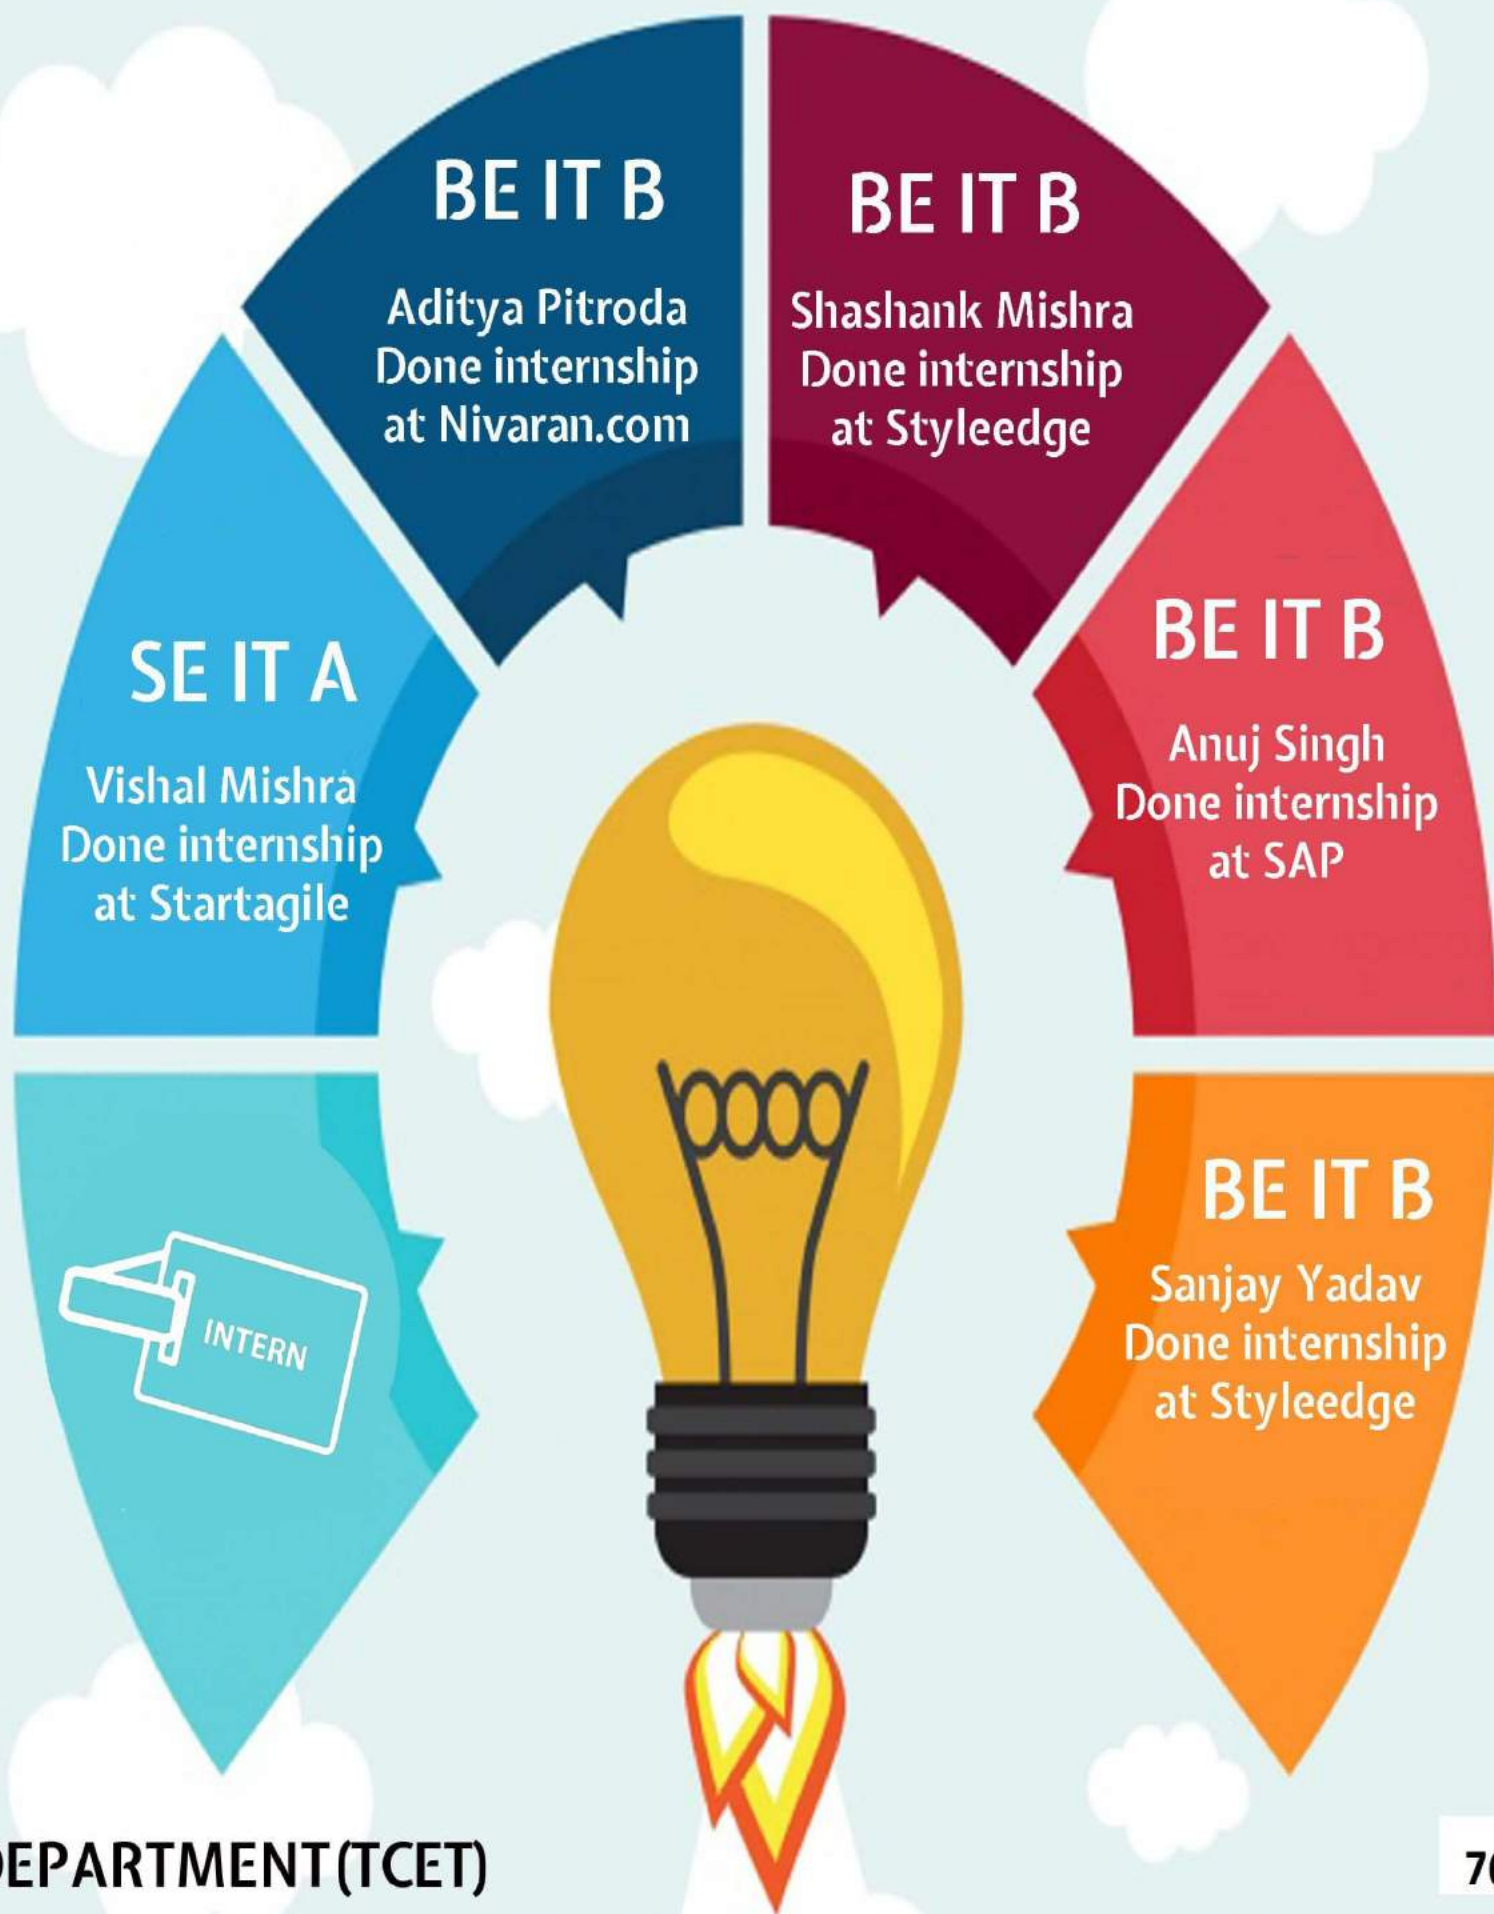 BE IT B
Aditya Pitroda
Done internship
at Nivaran.com
BE IT B
Shashank Mishra
Done internship
at Styleedge
SE IT A
Vishal Mishra
Done internship
at Startagile
BE IT B
Anuj Singh
Done internship
at SAP
INTERN
BE IT B
Sanjay Yadav
Done internship
at Styleedge
EPARTMENT (TCET)